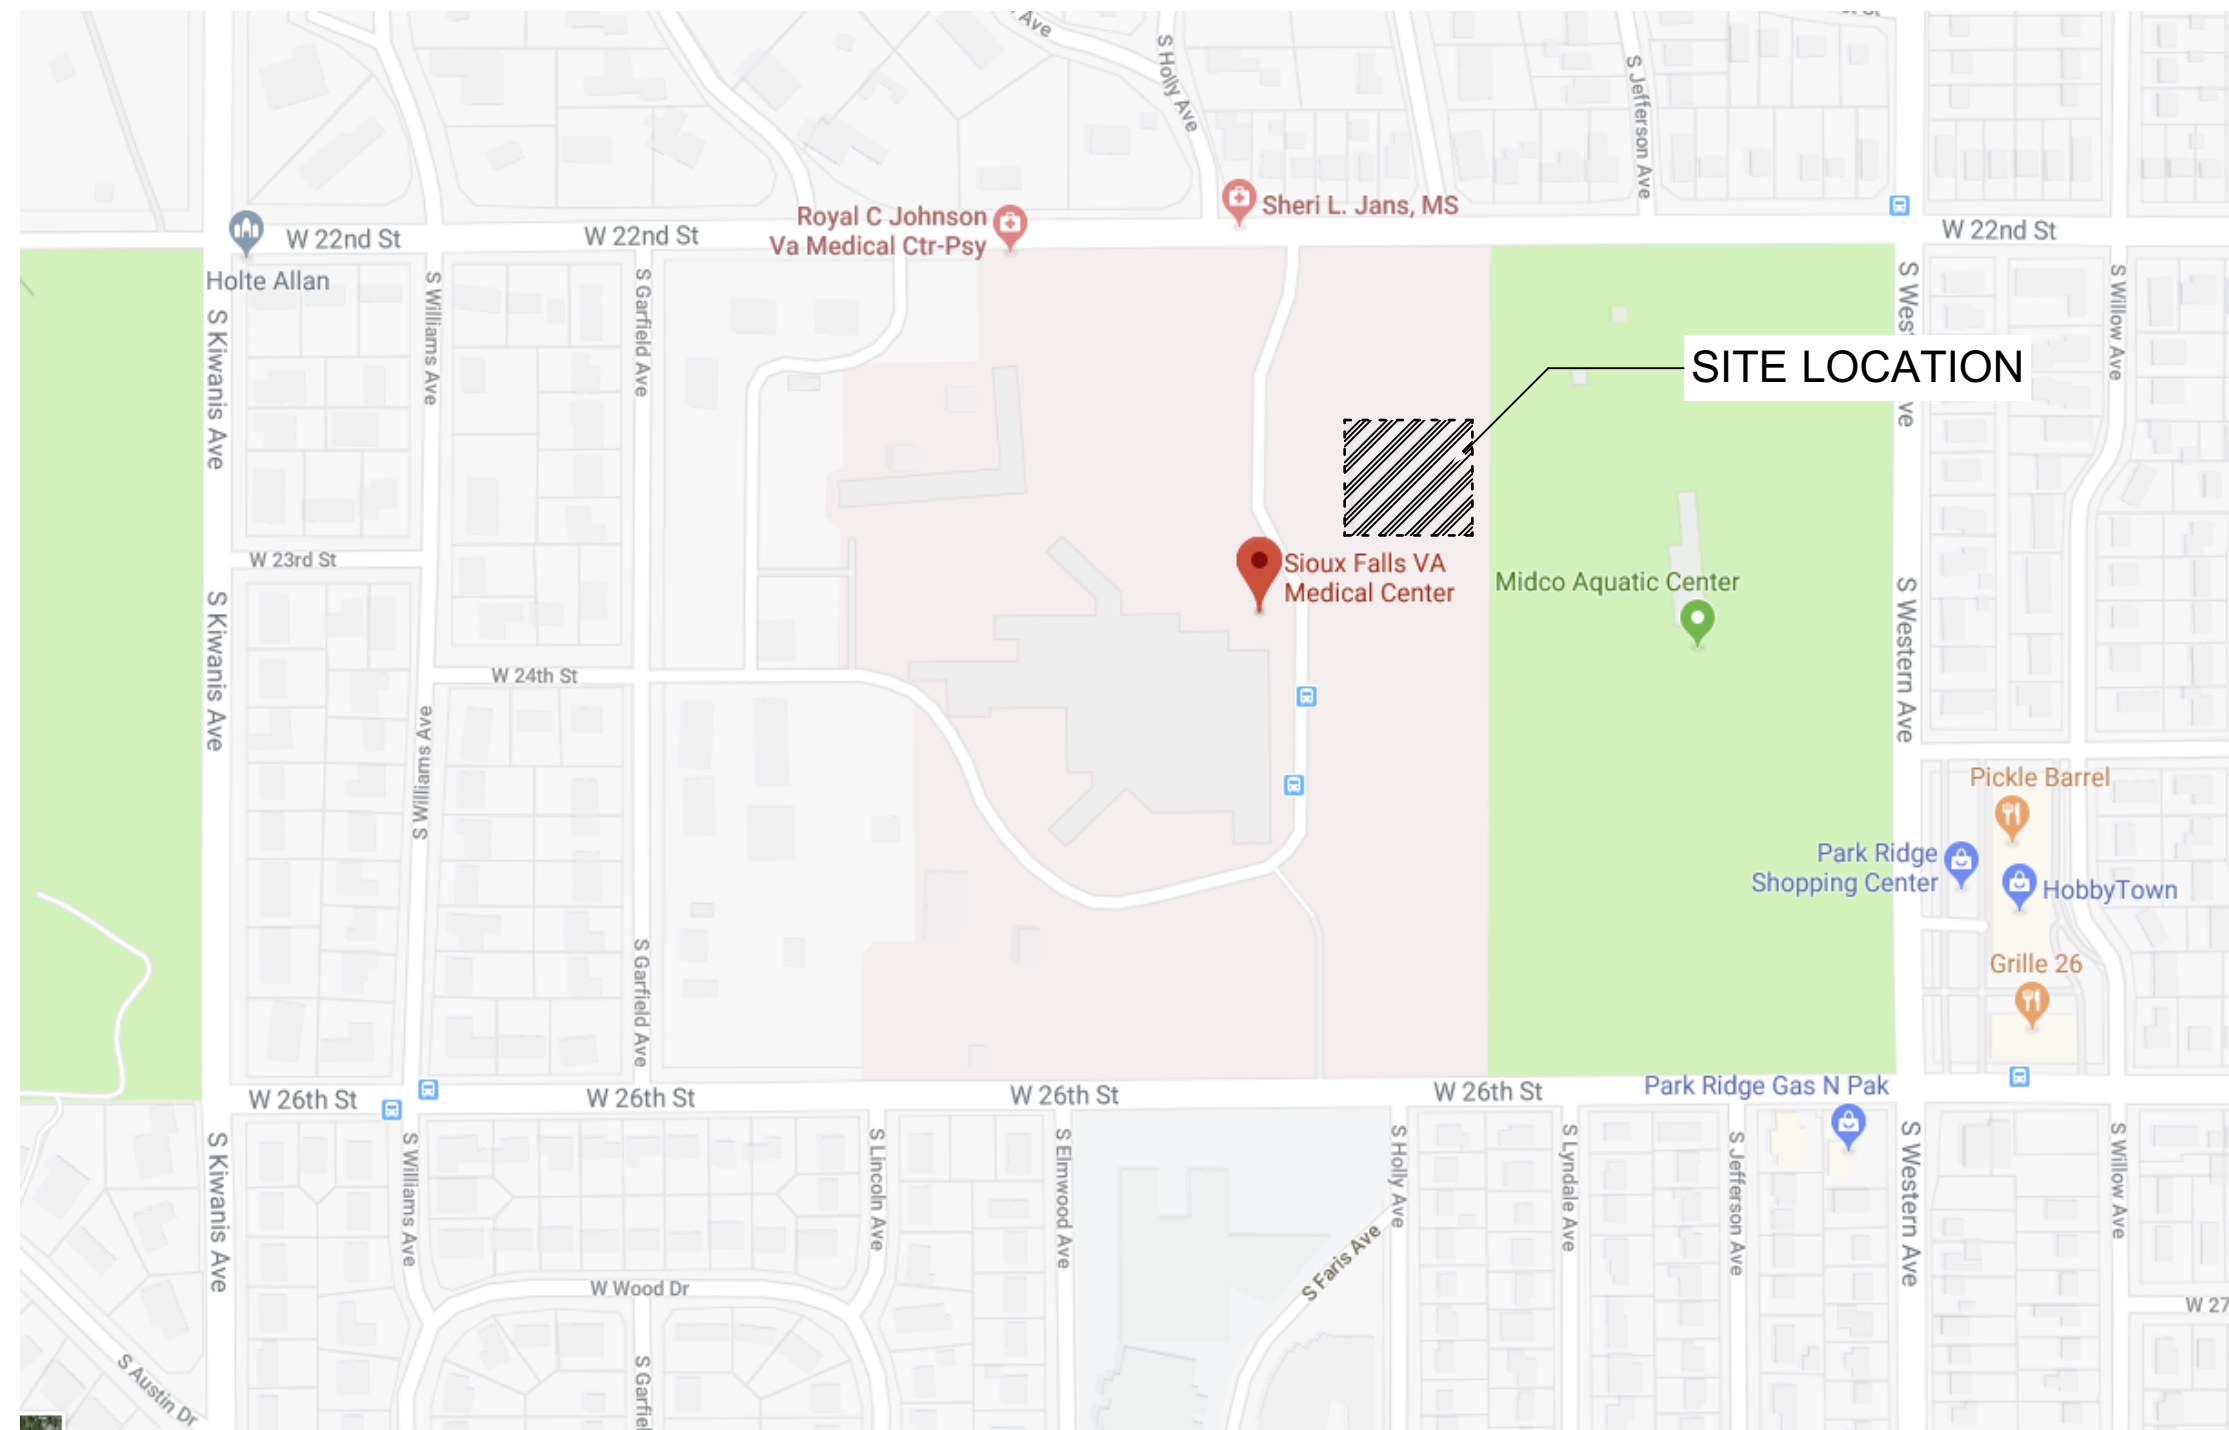 Ave
S Holly Ave
S Jefferson Ave
Sheri L. Jans, MS
Royal C Johnson
Va Medical Ctr-Psy
W 22nd St
W 22nd St
W 22nd St
Holte Allan
S Kiwanis Ave
S Williams Ave
S Garfield Ave
S Willow Ave
SITE LOCATION
W 23rd St
Sioux Falls VA
Medical Center
Midco Aquatic Center
S Kiwanis Ave
S Western Ave
W 24th St
S Williams Ave
Pickle Barrel
Park Ridge
Shopping Center
HobbyTown
Grille 26
S Garfield Ave
W 26th St
W 26th St
W 26th St
W 26th St
Park Ridge Gas N Pak
S Kiwanis Ave
S Williams Ave
S Lincoln Ave
S Elmwood Ave
S Holly Ave
S Lyndale Ave
S Jefferson Ave
S Western Ave
S Willow Ave
S Faris Ave
W Wood Dr
W 27
S Austin Dr
S Garfiel